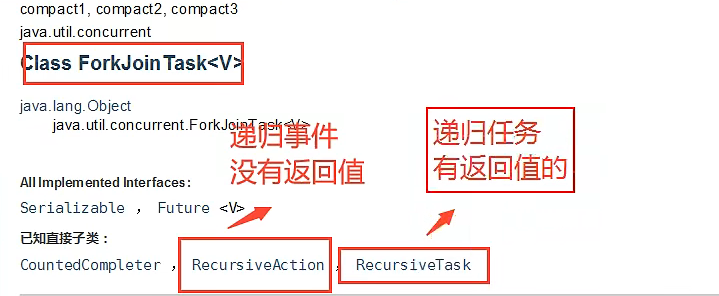 compact1, compact2, compact3
java.util.concurrent
Class ForkJoinTask<V>
java.lang.Object
java.util.concurrent.ForkJoinTask<V>
递归事件
没有返回值
递归任务
有返回值的
All Implemented Interfaces:
Serializable , Future <V>
已知直接子类：
CountedCompleter , RecursiveAction , RecursiveTask